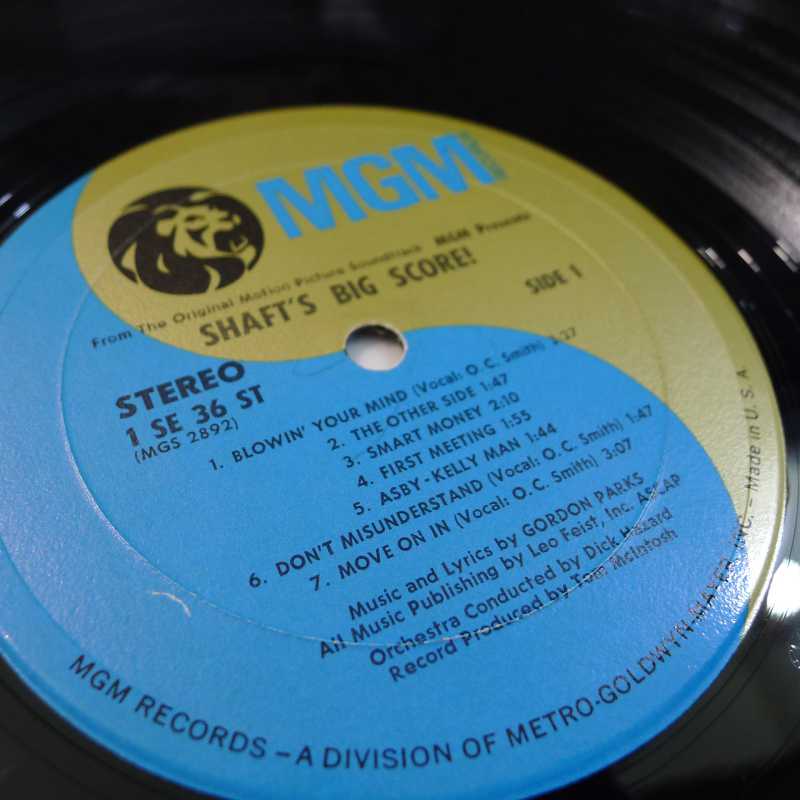 MGM
MGM Presents
From The Original Motion Picture Soundtrack
SHAFT'S BIG SCORE!
SIDE 1
STEREO
1 SE 36 ST
(MGS 2892)
1. BLOWIN' YOUR MIND (Vocal: O. C. Smith) 3:27
2. THE OTHER SIDE 1:47
3. SMART MONEY 2:10
4. FIRST MEETING 1:55
5. ASBY-KELLY MAN 1:44
6. DON'T MISUNDERSTAND (Vocal: O. C. Smith) 1:47
7. MOVE ON IN (Vocal: O. C. Smith) 3:07
Music and Lyrics by GORDON PARKS
All Music Publishing by Leo Feist, Inc. ASCAP
Orchestra Conducted by Dick Hazard
Record Produced by Tom McIntosh
MGM RECORDS – A DIVISION OF METRO-GOLDWYN-MAYER, INC. – Made in U. S. A